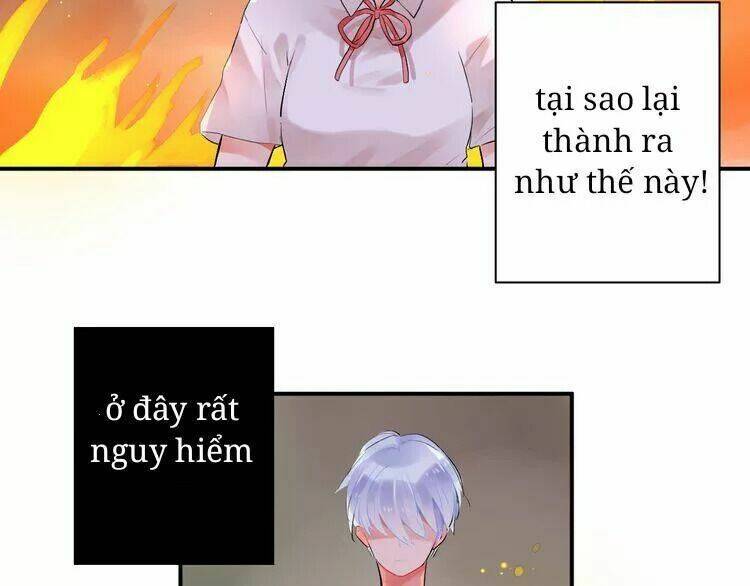 tại sao lại
thành ra
như thế này!
ở đây rất
nguy hiểm